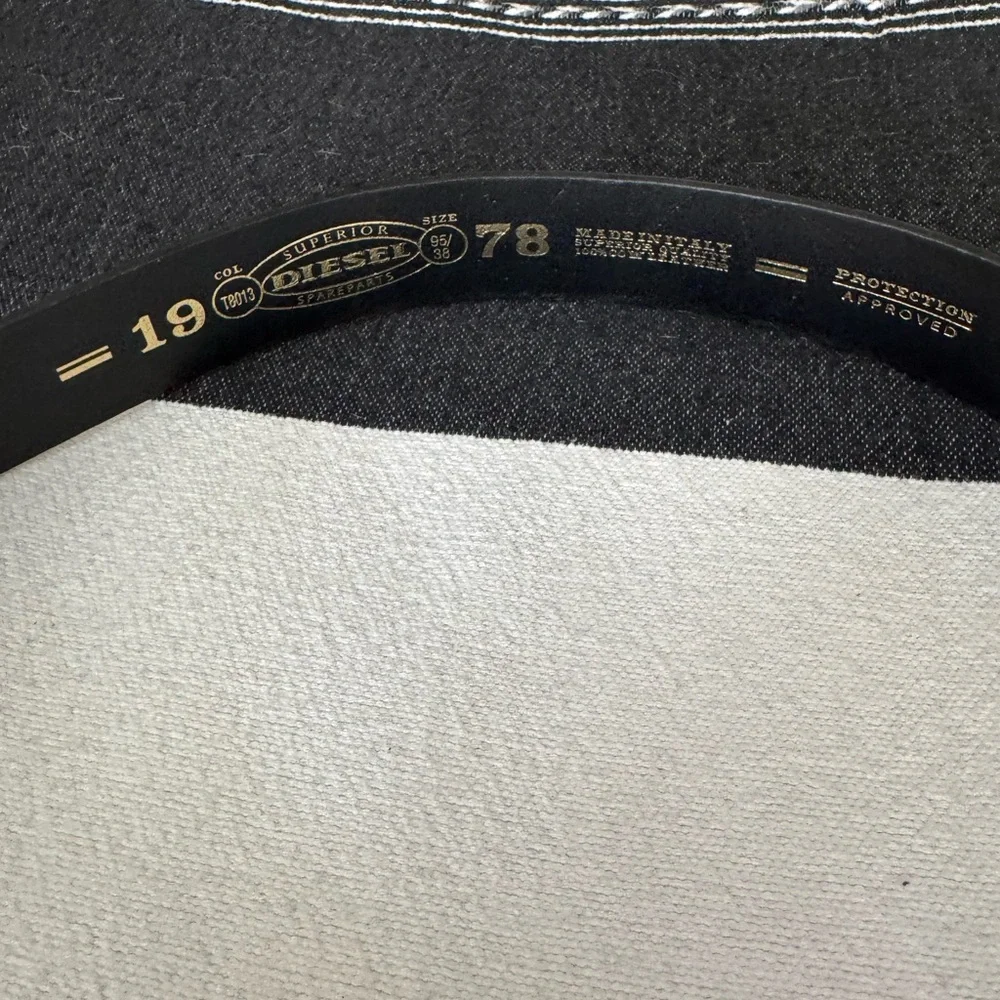 19
COL
T8013
SUPERIOR
DIESEL
SPAREPARTS
SIZE
95/
38
78
MADE IN ITALY
PROTECTION
APPROVED